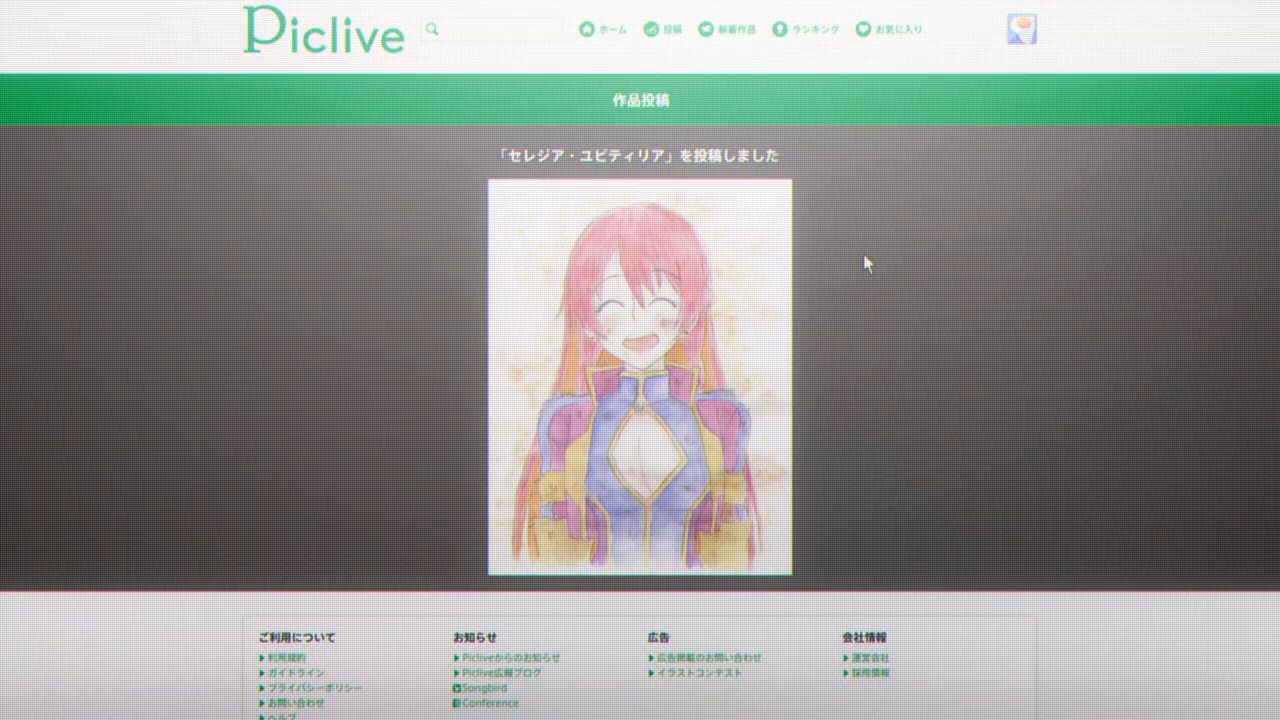 Piclive
ホーム 投稿 新着作品 ランキング お気に入り
作品投稿
「セレジア・ユピティリア」を投稿しました
ご利用について お知らせ 広告 会社情報
利用規約 Picliveからのお知らせ 広告掲載のお問い合わせ 運営会社
ガイドライン Piclive広報ブログ イラストコンテスト 採用情報
プライバシーポリシー Songbird
お問い合わせ Conference
ヘルプ